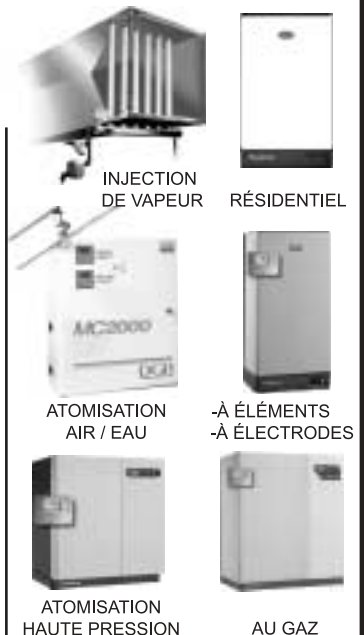 INJECTION
DE VAPEUR
RÉSIDENTIEL
MC2000
ATOMISATION
AIR / EAU
-À ÉLÉMENTS
-À ÉLECTRODES
ATOMISATION
HAUTE PRESSION
AU GAZ